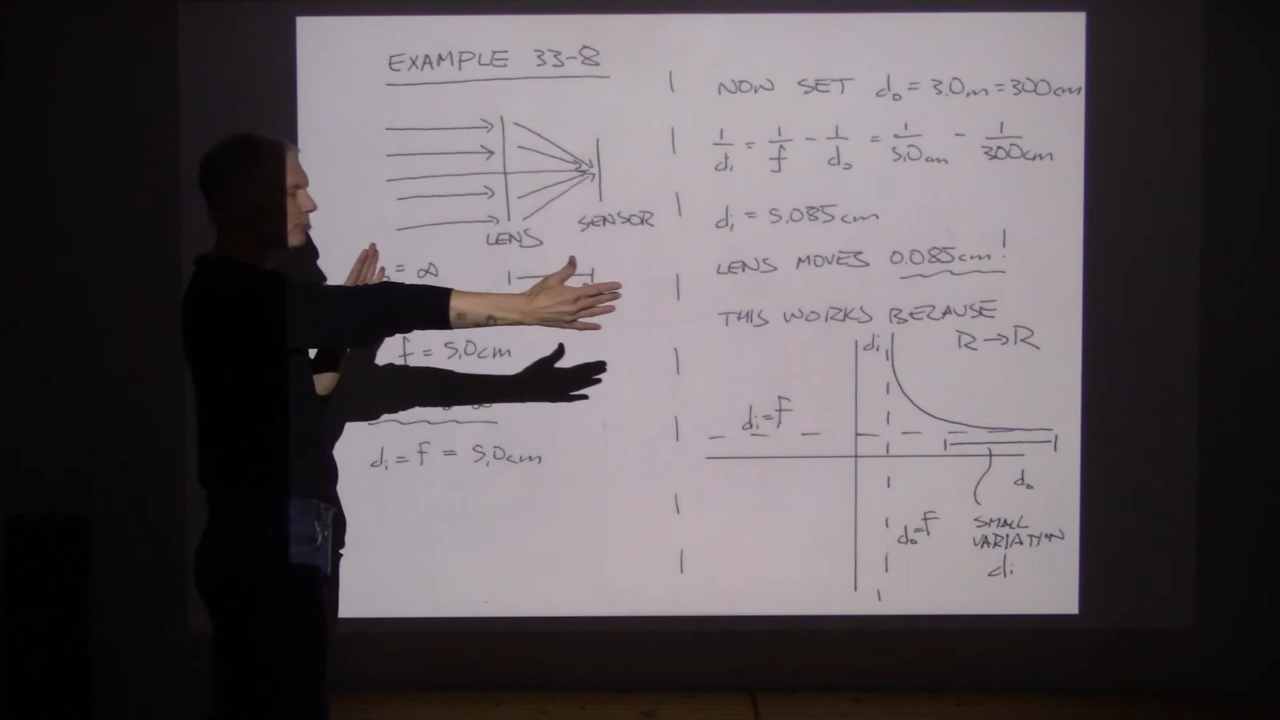 EXAMPLE 33-8
LENS
SENSOR
= ∞
f = 5.0cm
di = f = 5.0cm
NOW SET do = 3.0m = 300cm
1/di = 1/f - 1/do = 1/5.0cm - 1/300cm
di = 5.085cm
LENS MOVES 0.085cm!
THIS WORKS BECAUSE
di
R→R
di=f
do
do=f
SMALL
VARIATION
di